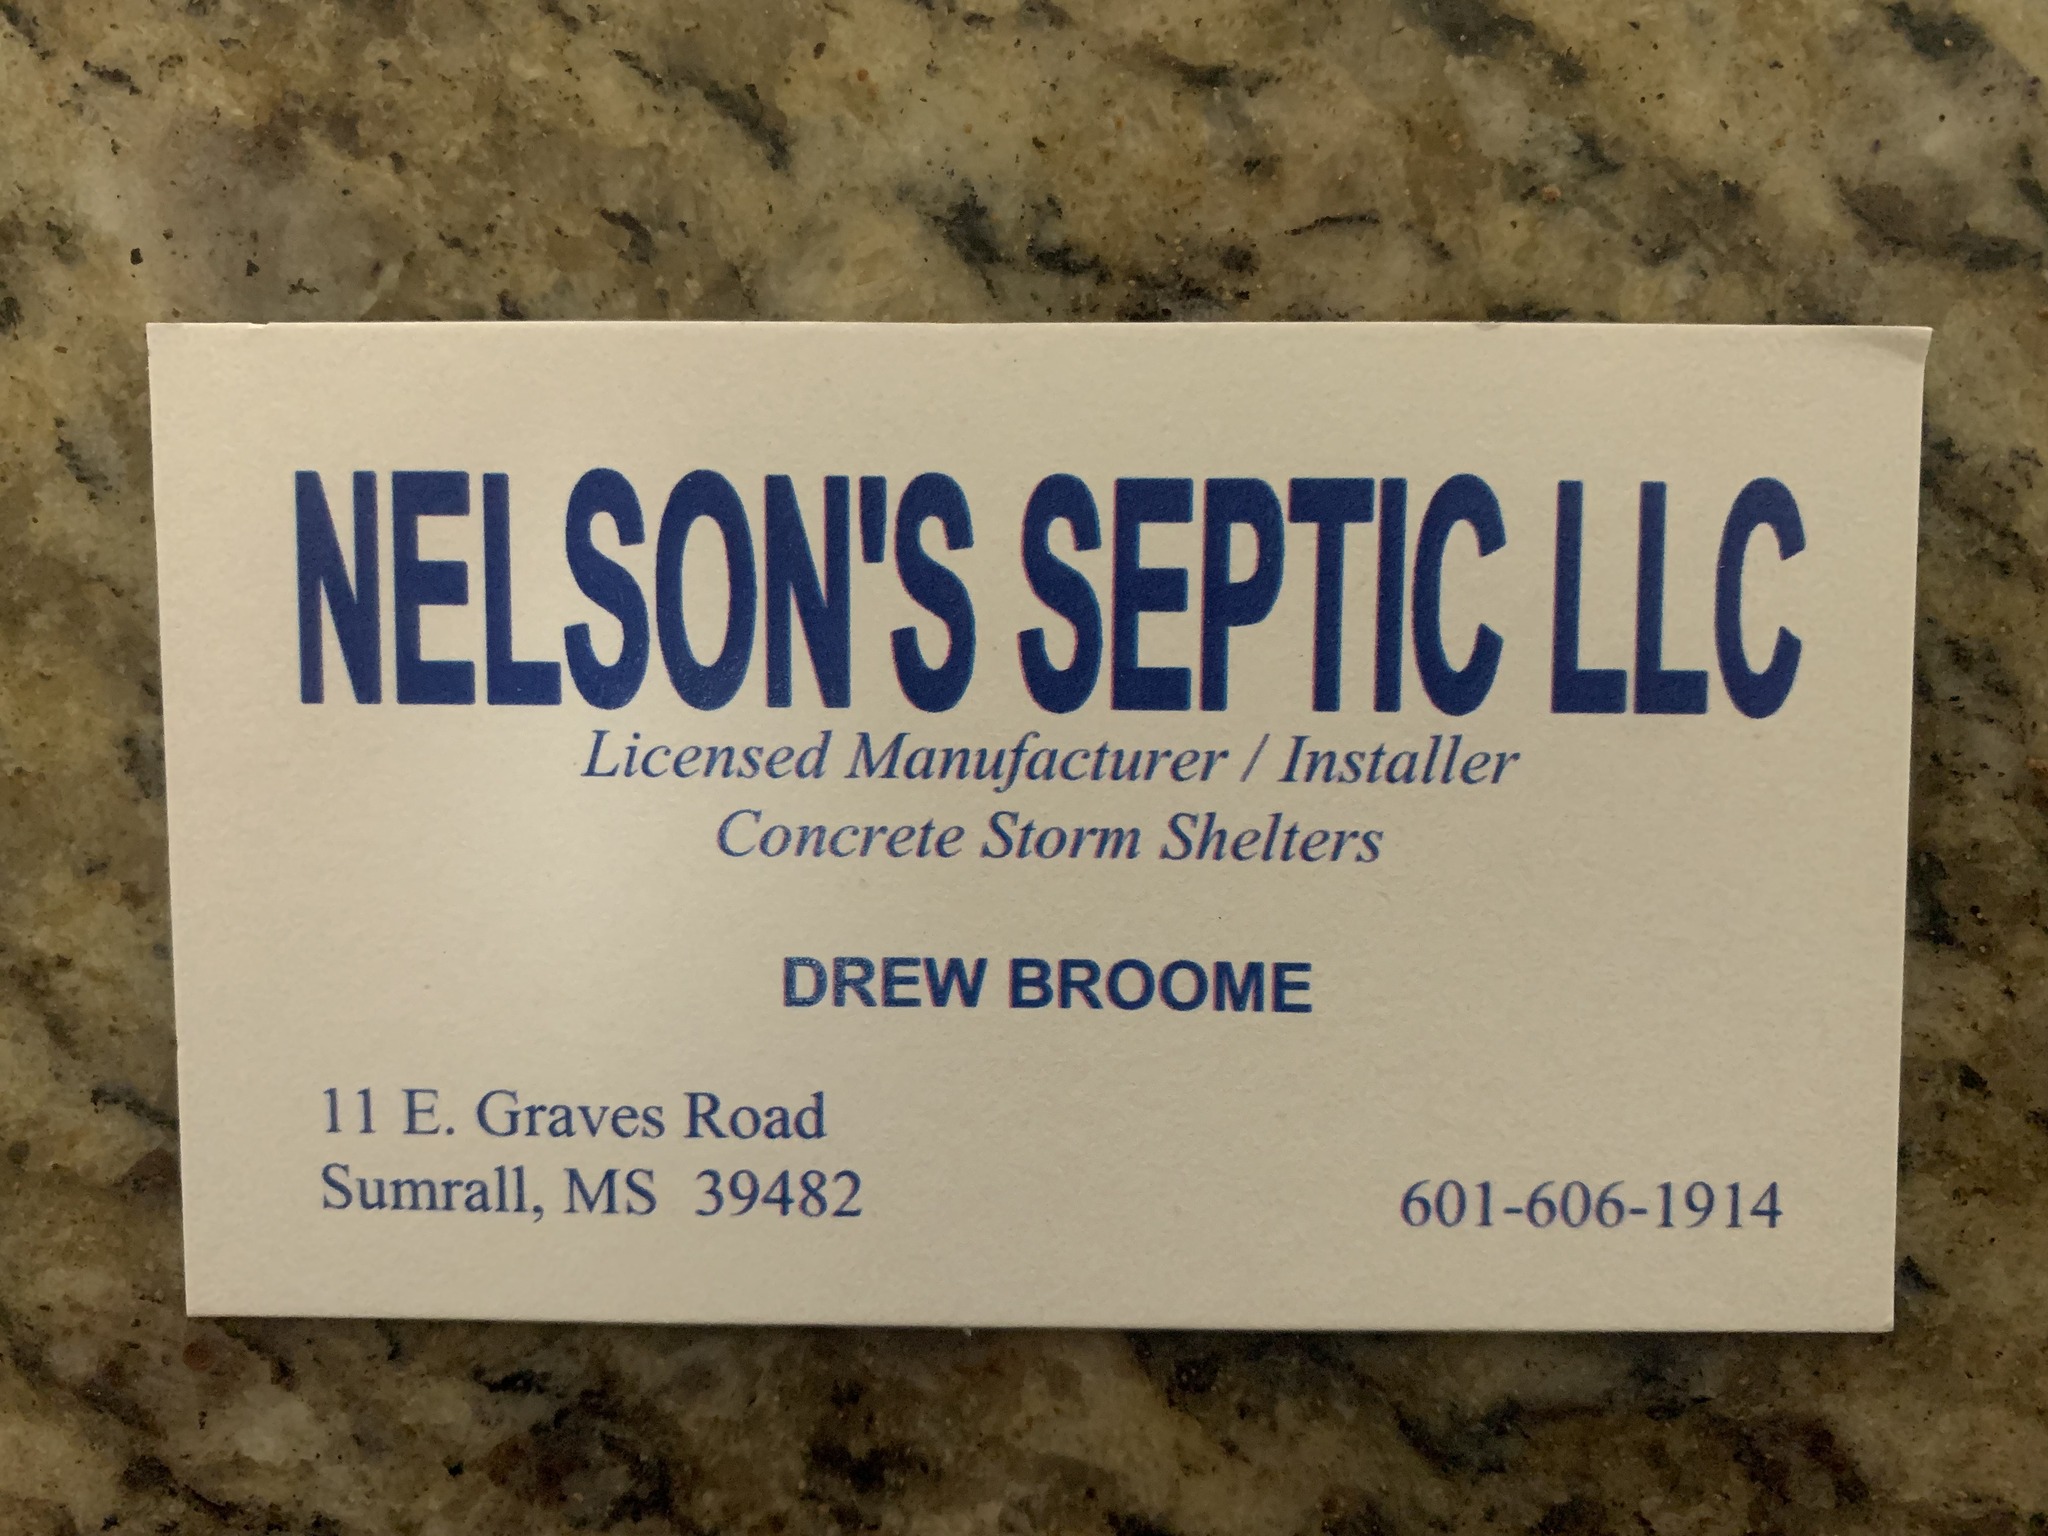 NELSON'S SEPTIC LLC
Licensed Manufacturer / Installer
Concrete Storm Shelters
DREW BROOME
11 E. Graves Road
Sumrall, MS  39482
601-606-1914